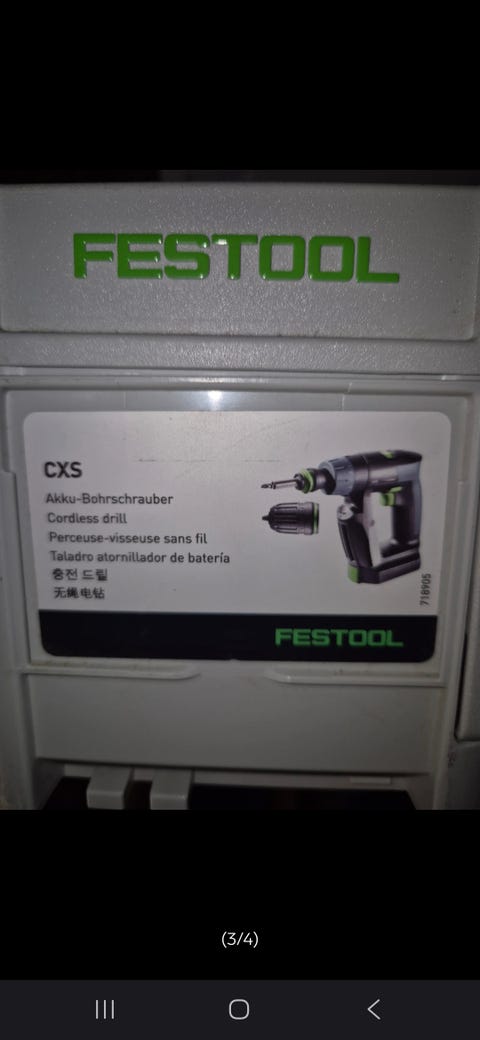 FESTOOL
CXS
Akku-Bohrschrauber
Cordless drill
Perceuse-visseuse sans fil
Taladro atornillador de batería
충전 드릴
无绳电钻
718905
FESTOOL
(3/4)